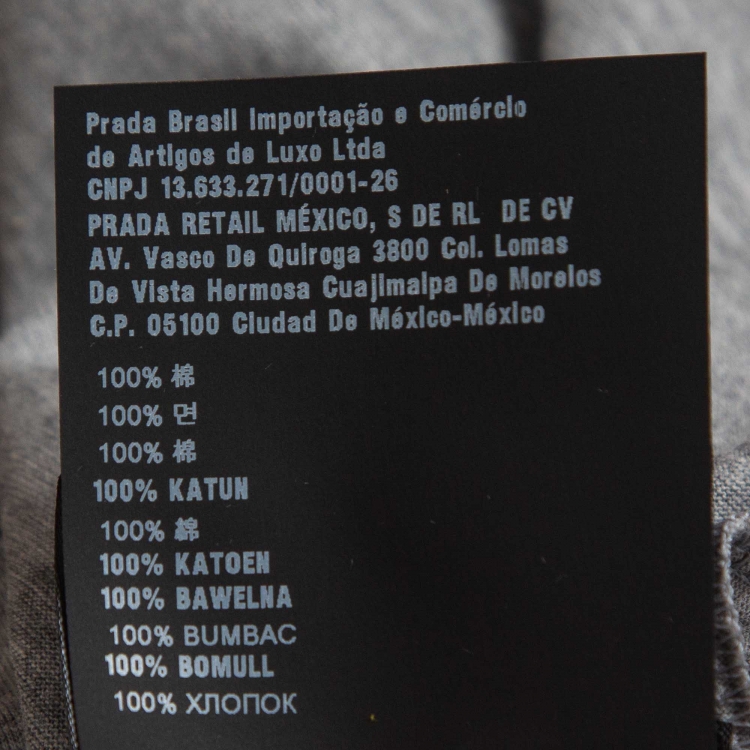 Prada Brasil Importação e Comércio
de Artigos de Luxo Ltda
CNPJ 13.633.271/0001-26
PRADA RETAIL MÉXICO, S DE RL DE CV
AV. Vasco De Quiroga 3800 Col. Lomas
De Vista Hermosa Cuajimalpa De Morelos
C.P. 05100 Ciudad De México-México
100% 棉
100% 면
100% 棉
100% KATUN
100% 綿
100% KATOEN
100% BAWELNA
100% BUMBAC
100% BOMULL
100% ХЛОПОК